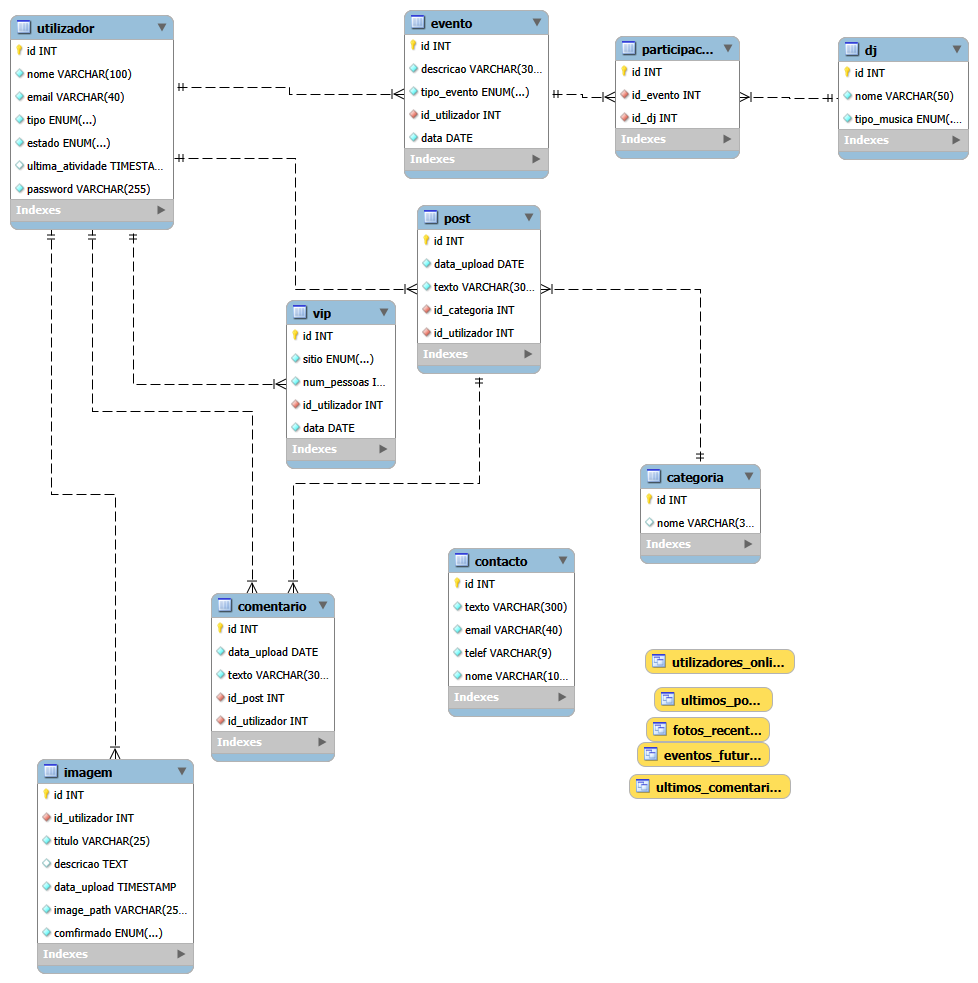 utilizador
id INT
nome VARCHAR(100)
email VARCHAR(40)
tipo ENUM(...)
estado ENUM(...)
ultima_atividade TIMESTA...
password VARCHAR(255)
Indexes
evento
id INT
descricao VARCHAR(30...
tipo_evento ENUM(...)
id_utilizador INT
data DATE
Indexes
participac...
id INT
id_evento INT
id_dj INT
Indexes
dj
id INT
nome VARCHAR(50)
tipo_musica ENUM(....
Indexes
post
id INT
data_upload DATE
texto VARCHAR(30...
id_categoria INT
id_utilizador INT
Indexes
vip
id INT
sitio ENUM(...)
num_pessoas I...
id_utilizador INT
data DATE
Indexes
categoria
id INT
nome VARCHAR(3...
Indexes
contacto
id INT
texto VARCHAR(300)
email VARCHAR(40)
telef VARCHAR(9)
nome VARCHAR(10...
Indexes
comentario
id INT
data_upload DATE
texto VARCHAR(30...
id_post INT
id_utilizador INT
Indexes
utilizadores_onli...
ultimos_po...
fotos_recent...
eventos_futur...
ultimos_comentari...
imagem
id INT
id_utilizador INT
titulo VARCHAR(25)
descricao TEXT
data_upload TIMESTAMP
image_path VARCHAR(25...
comfirmado ENUM(...)
Indexes